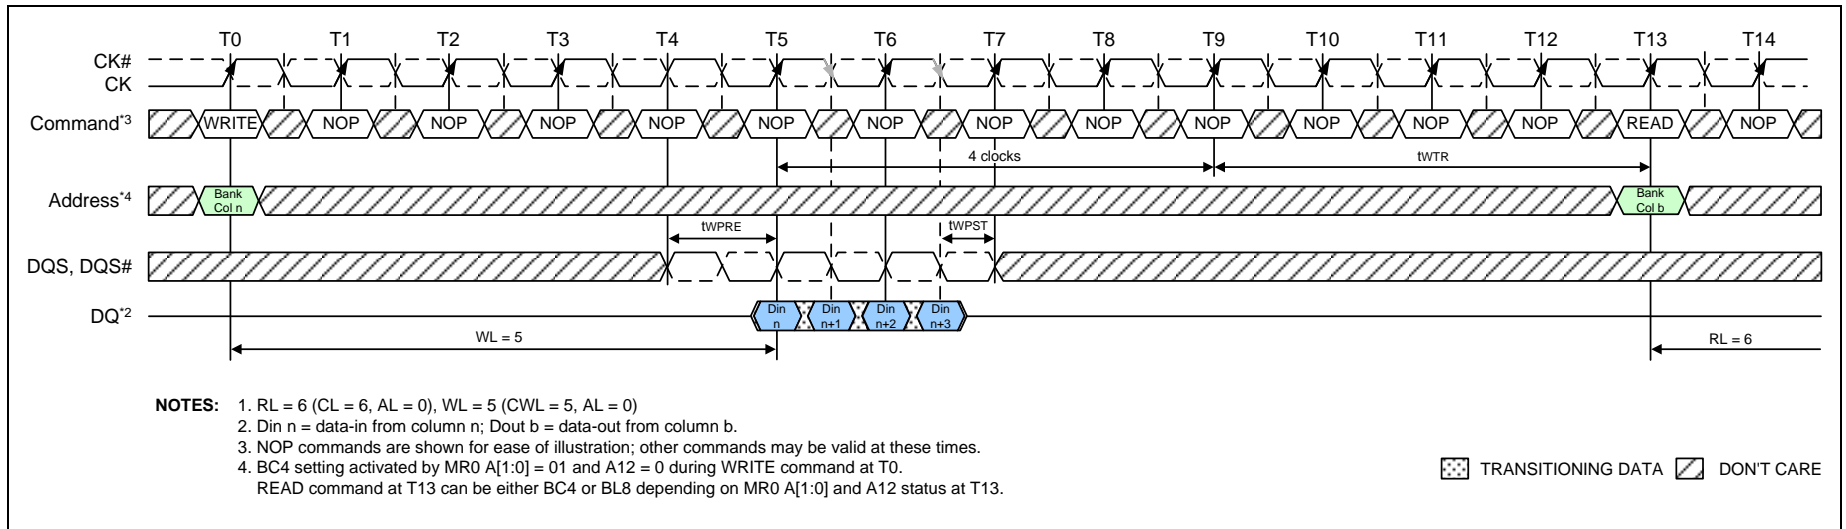 T0 T1 T2 T3 T4 T5 T6 T7 T8 T9 T10 T11 T12 T13 T14
CK#
CK
Command*3 WRITE NOP NOP NOP NOP NOP NOP NOP NOP NOP NOP NOP NOP READ NOP
4 clocks tWTR
Address*4 Bank Col n Bank Col b
tWPRE tWPST
DQS, DQS#
DQ*2 Din n Din n+1 Din n+2 Din n+3
WL = 5 RL = 6
NOTES: 1. RL = 6 (CL = 6, AL = 0), WL = 5 (CWL = 5, AL = 0)
2. Din n = data-in from column n; Dout b = data-out from column b.
3. NOP commands are shown for ease of illustration; other commands may be valid at these times.
4. BC4 setting activated by MR0 A[1:0] = 01 and A12 = 0 during WRITE command at T0.
READ command at T13 can be either BC4 or BL8 depending on MR0 A[1:0] and A12 status at T13.
TRANSITIONING DATA DON'T CARE